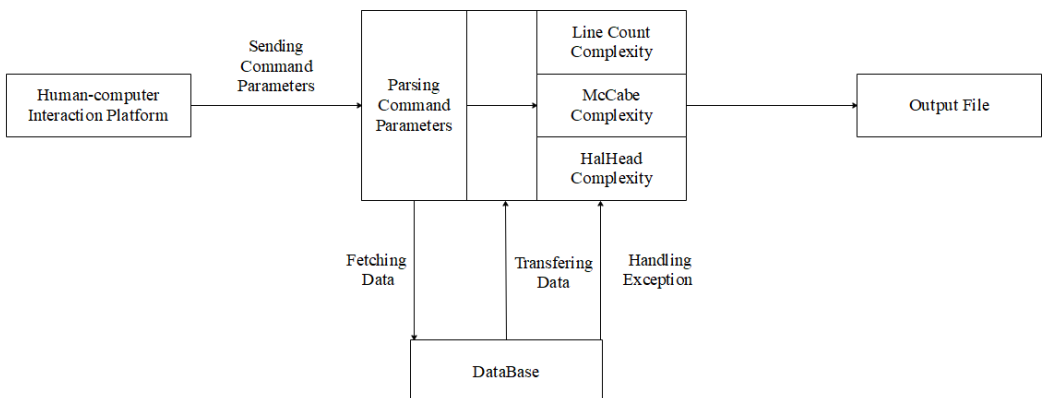 Sending
Command
Parameters
Human-computer
Interaction Platform
Parsing
Command
Parameters
Line Count
Complexity
McCabe
Complexity
HalHead
Complexity
Output File
Fetching
Data
Transfering
Data
Handling
Exception
DataBase